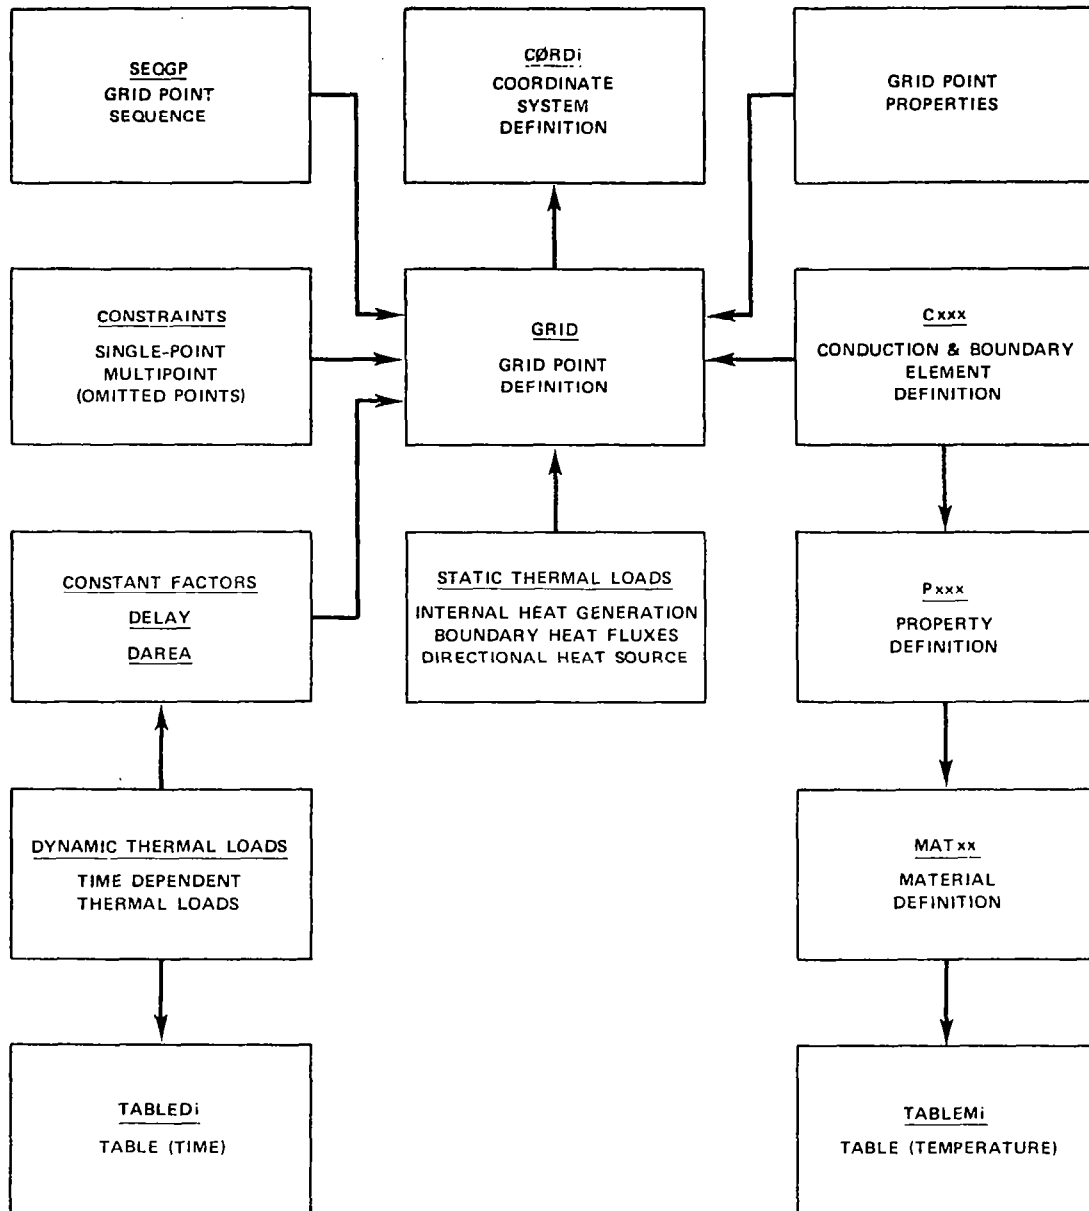 SEQGP
GRID POINT
SEQUENCE
CØRDi
COORDINATE
SYSTEM
DEFINITION
GRID POINT
PROPERTIES
CONSTRAINTS
SINGLE-POINT
MULTIPOINT
(OMITTED POINTS)
GRID
GRID POINT
DEFINITION
Cxxx
CONDUCTION & BOUNDARY
ELEMENT
DEFINITION
CONSTANT FACTORS
DELAY
DAREA
STATIC THERMAL LOADS
INTERNAL HEAT GENERATION
BOUNDARY HEAT FLUXES
DIRECTIONAL HEAT SOURCE
Pxxx
PROPERTY
DEFINITION
DYNAMIC THERMAL LOADS
TIME DEPENDENT
THERMAL LOADS
MATxx
MATERIAL
DEFINITION
TABLEDi
TABLE (TIME)
TABLEMi
TABLE (TEMPERATURE)